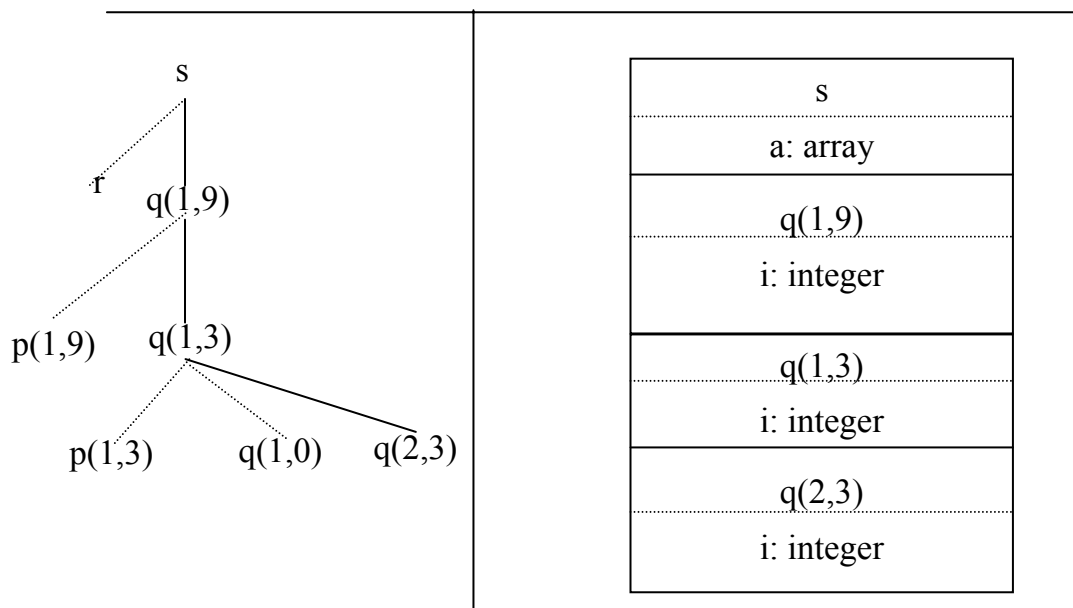 s
r
q(1,9)
p(1,9)
q(1,3)
p(1,3)
q(1,0)
q(2,3)
s
a: array
q(1,9)
i: integer
q(1,3)
i: integer
q(2,3)
i: integer